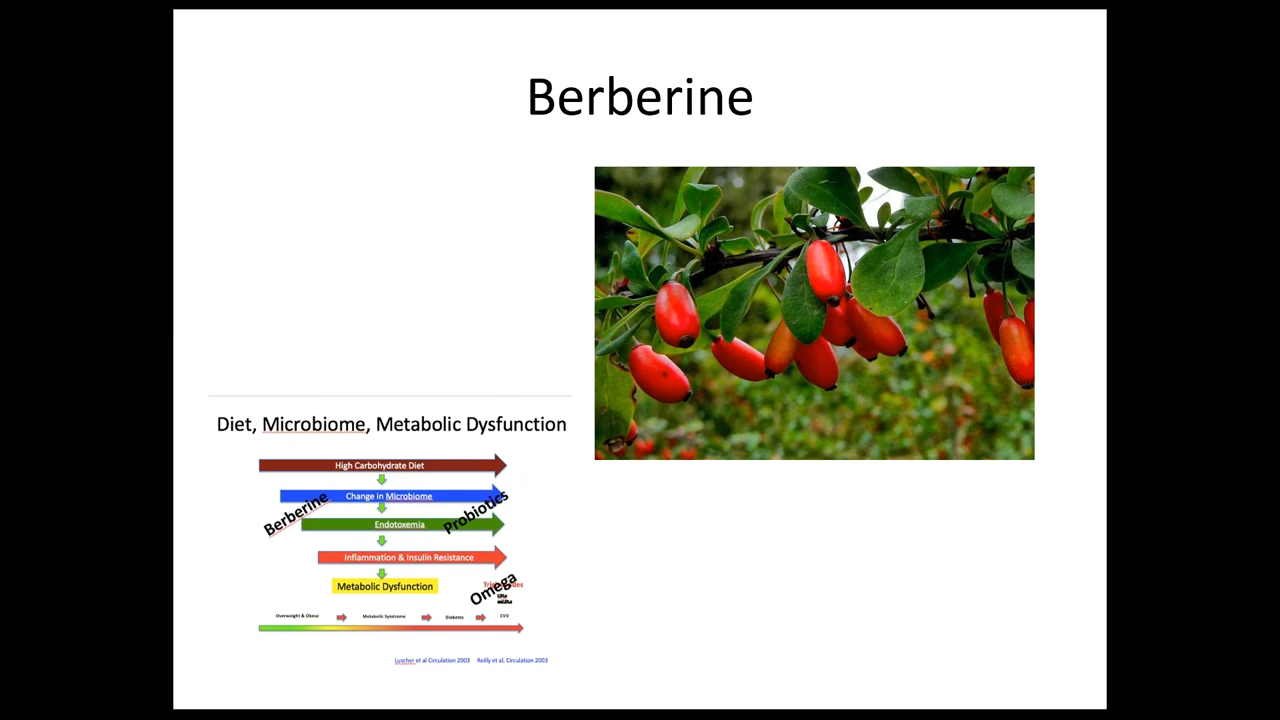 Berberine
Diet, Microbiome, Metabolic Dysfunction
High Carbohydrate Diet
Change in Microbiome
Berberine
Probiotics
Endotoxemia
Inflammation & Insulin Resistance
Metabolic Dysfunction
Omega
Overweight & Obese
Metabolic Syndrome
Diabetes
CVD
Luscher et al Circulation 2003 Reilly et al, Circulation 2003